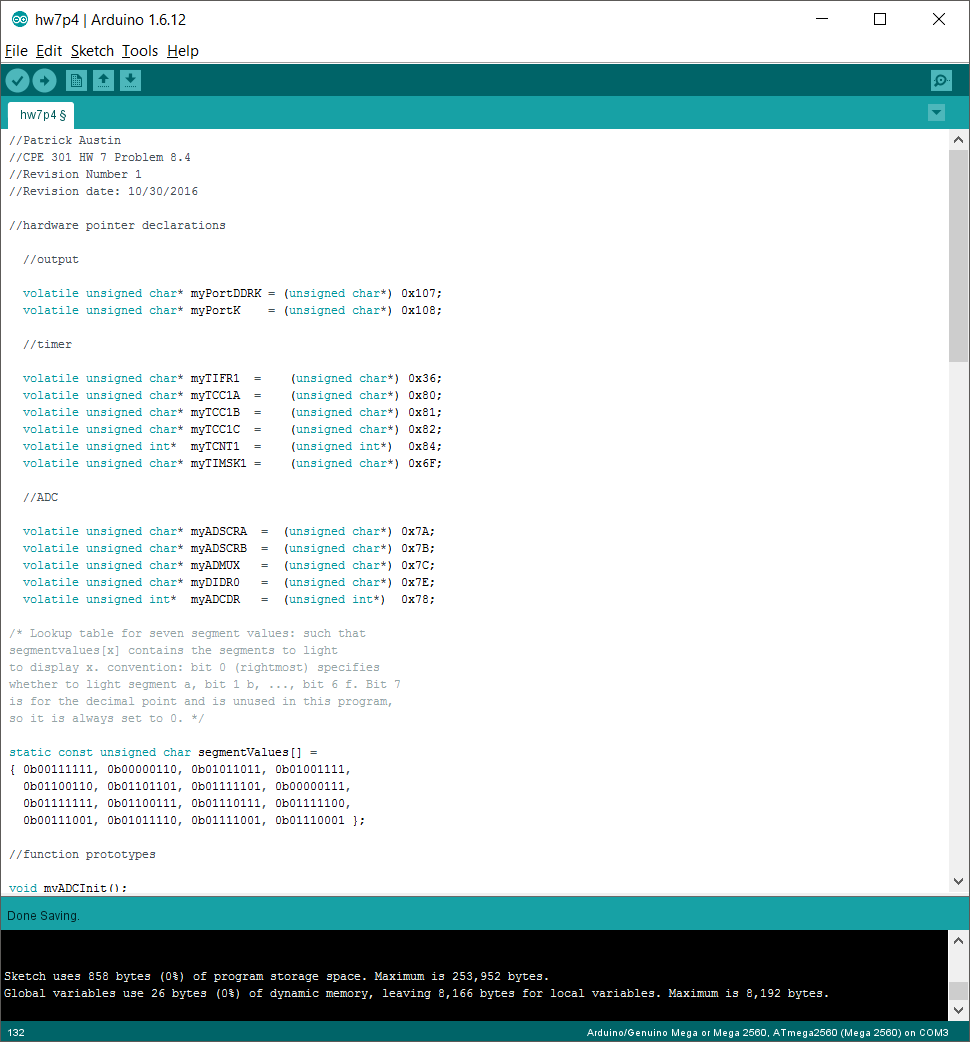 hw7p4 | Arduino 1.6.12
File Edit Sketch Tools Help
hw7p4 §
//Patrick Austin
//CPE 301 HW 7 Problem 8.4
//Revision Number 1
//Revision date: 10/30/2016
//hardware pointer declarations
//output
volatile unsigned char* myPortDDRK = (unsigned char*) 0x107;
volatile unsigned char* myPortK    = (unsigned char*) 0x108;
//timer
volatile unsigned char* myTIFR1  =    (unsigned char*) 0x36;
volatile unsigned char* myTCC1A  =    (unsigned char*) 0x80;
volatile unsigned char* myTCC1B  =    (unsigned char*) 0x81;
volatile unsigned char* myTCC1C  =    (unsigned char*) 0x82;
volatile unsigned int*  myTCNT1  =    (unsigned int*)  0x84;
volatile unsigned char* myTIMSK1 =    (unsigned char*) 0x6F;
//ADC
volatile unsigned char* myADSCRA  =  (unsigned char*) 0x7A;
volatile unsigned char* myADSCRB  =  (unsigned char*) 0x7B;
volatile unsigned char* myADMUX   =  (unsigned char*) 0x7C;
volatile unsigned char* myDIDR0   =  (unsigned char*) 0x7E;
volatile unsigned int*  myADCDR   =  (unsigned int*)  0x78;
/* Lookup table for seven segment values: such that
segmentvalues[x] contains the segments to light
to display x. convention: bit 0 (rightmost) specifies
whether to light segment a, bit 1 b, ..., bit 6 f. Bit 7
is for the decimal point and is unused in this program,
so it is always set to 0. */
static const unsigned char segmentValues[] =
{ 0b00111111, 0b00000110, 0b01011011, 0b01001111,
0b01100110, 0b01101101, 0b01111101, 0b00000111,
0b01111111, 0b01100111, 0b01110111, 0b01111100,
0b00111001, 0b01011110, 0b01111001, 0b01110001 };
//function prototypes
void myADCInit();
Done Saving.
Sketch uses 858 bytes (0%) of program storage space. Maximum is 253,952 bytes.
Global variables use 26 bytes (0%) of dynamic memory, leaving 8,166 bytes for local variables. Maximum is 8,192 bytes.
132
Arduino/Genuino Mega or Mega 2560, ATmega2560 (Mega 2560) on COM3